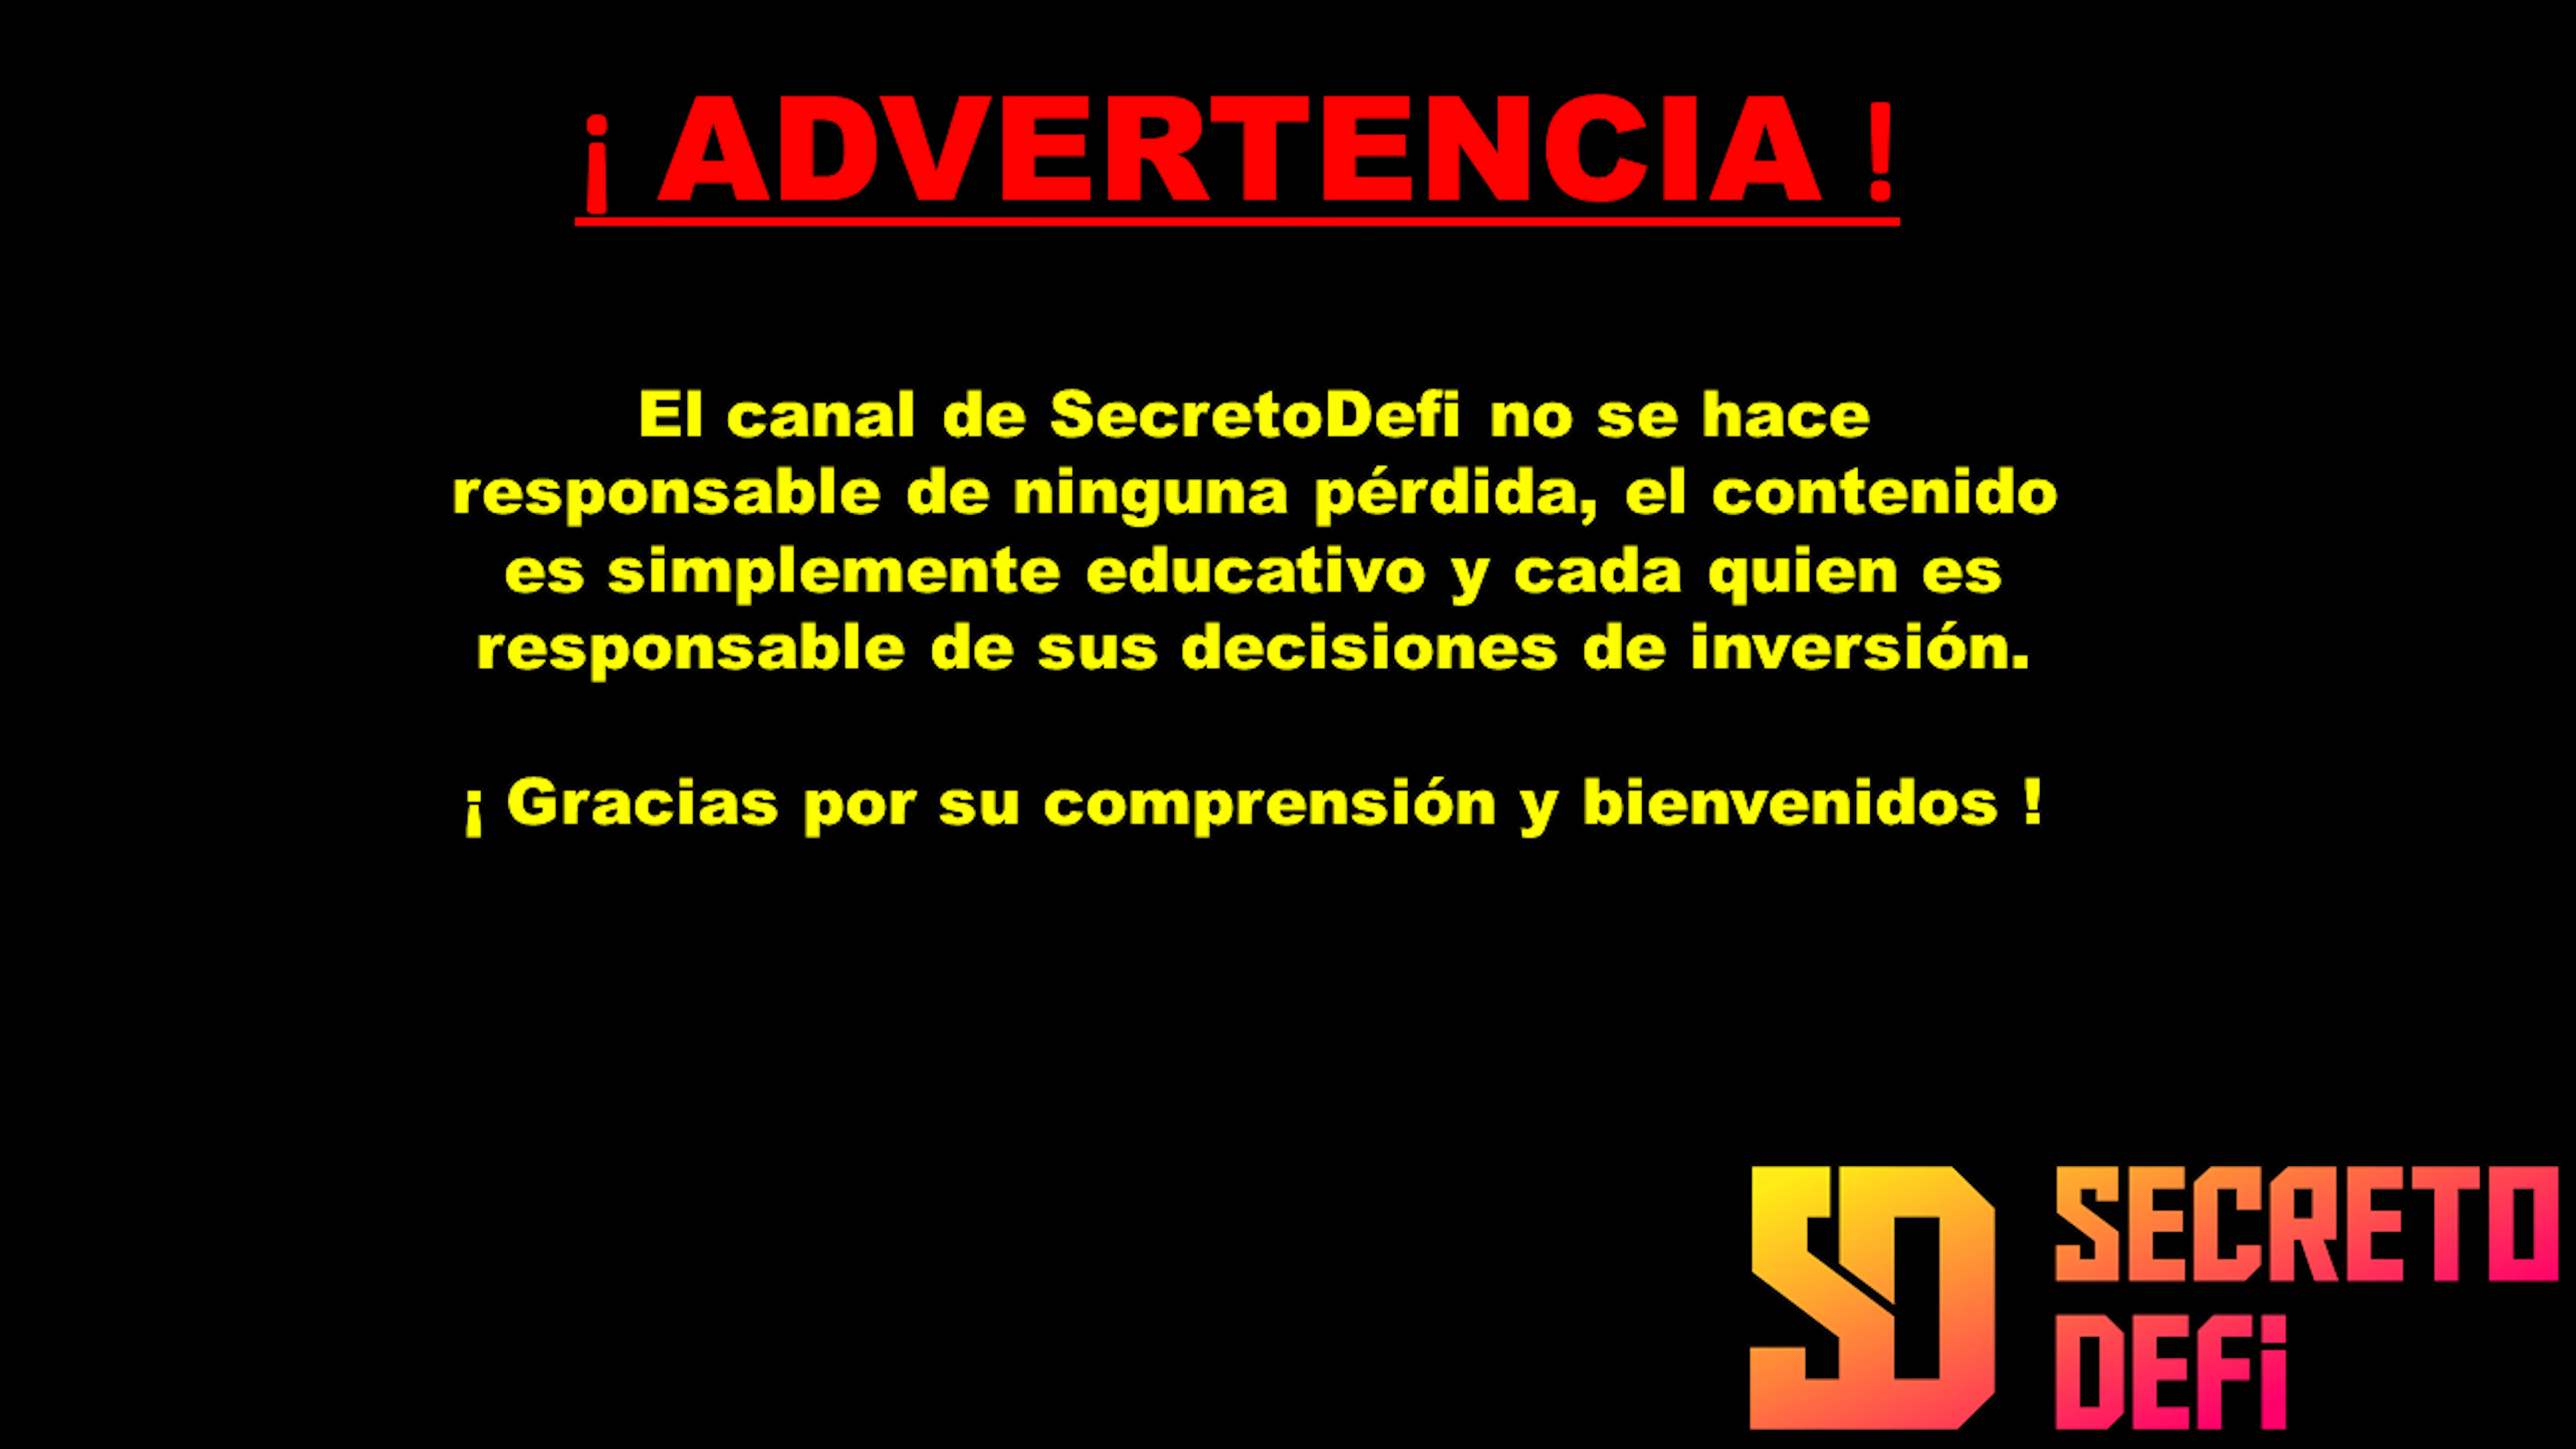 ¡ ADVERTENCIA !
El canal de SecretoDefi no se hace
responsable de ninguna pérdida, el contenido
es simplemente educativo y cada quien es
responsable de sus decisiones de inversión.
¡ Gracias por su comprensión y bienvenidos !
SD
SECRETO
DEFi